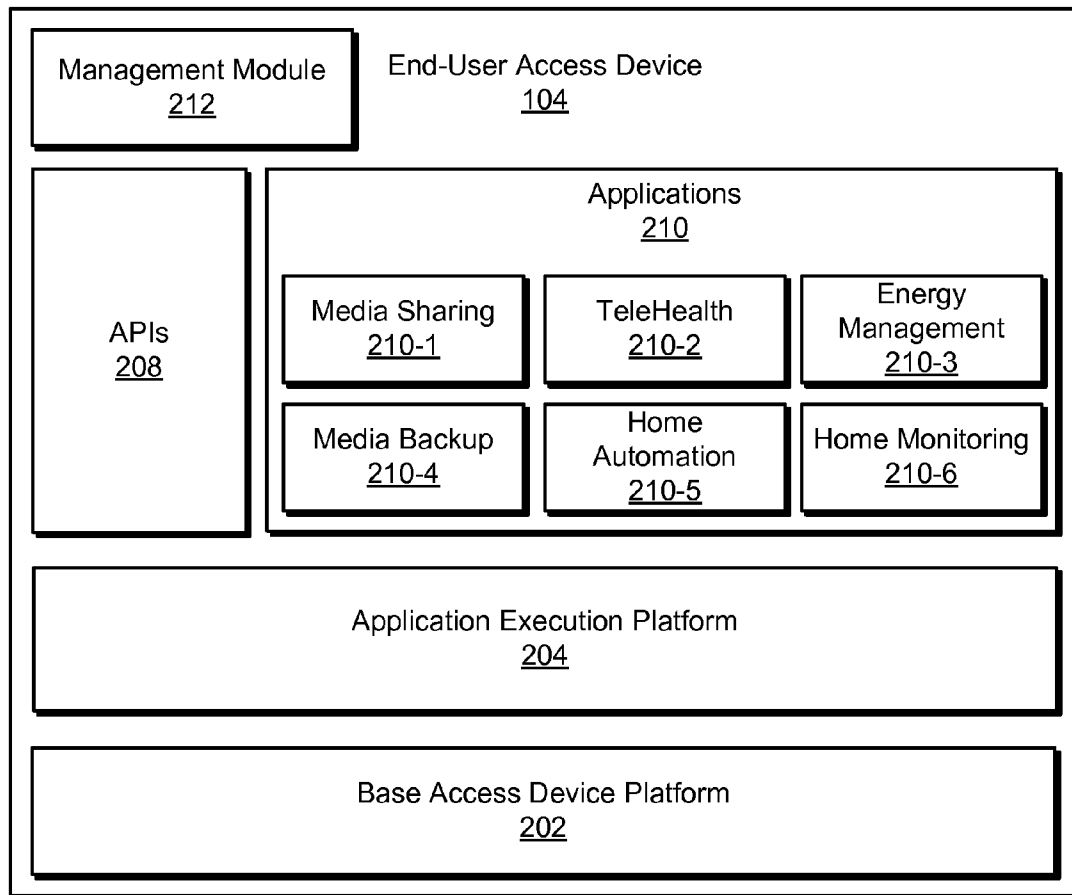 Management Module
212
End-User Access Device
104
APIs
208
Applications
210
Media Sharing
210-1
TeleHealth
210-2
Energy
Management
210-3
Media Backup
210-4
Home
Automation
210-5
Home Monitoring
210-6
Application Execution Platform
204
Base Access Device Platform
202